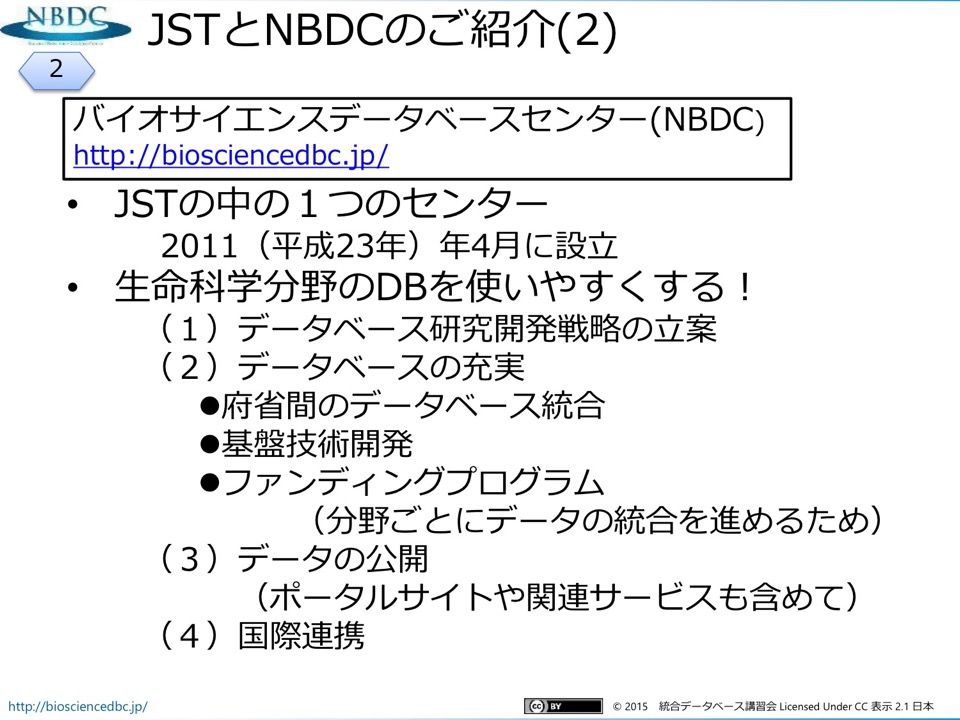 NBDC
JSTとNBDCのご紹介(2)
2
バイオサイエンスデータベースセンター(NBDC)
http://biosciencedbc.jp/
• JSTの中の１つのセンター
2011（平成23年）年4月に設立
• 生命科学分野のDBを使いやすくする！
（１）データベース研究開発戦略の立案
（２）データベースの充実
●府省間のデータベース統合
●基盤技術開発
●ファンディングプログラム
（分野ごとにデータの統合を進めるため）
（３）データの公開
（ポータルサイトや関連サービスも含めて）
（４）国際連携
http://biosciencedbc.jp/
CC BY © 2015 統合データベース講習会 Licensed Under CC 表示 2.1 日本